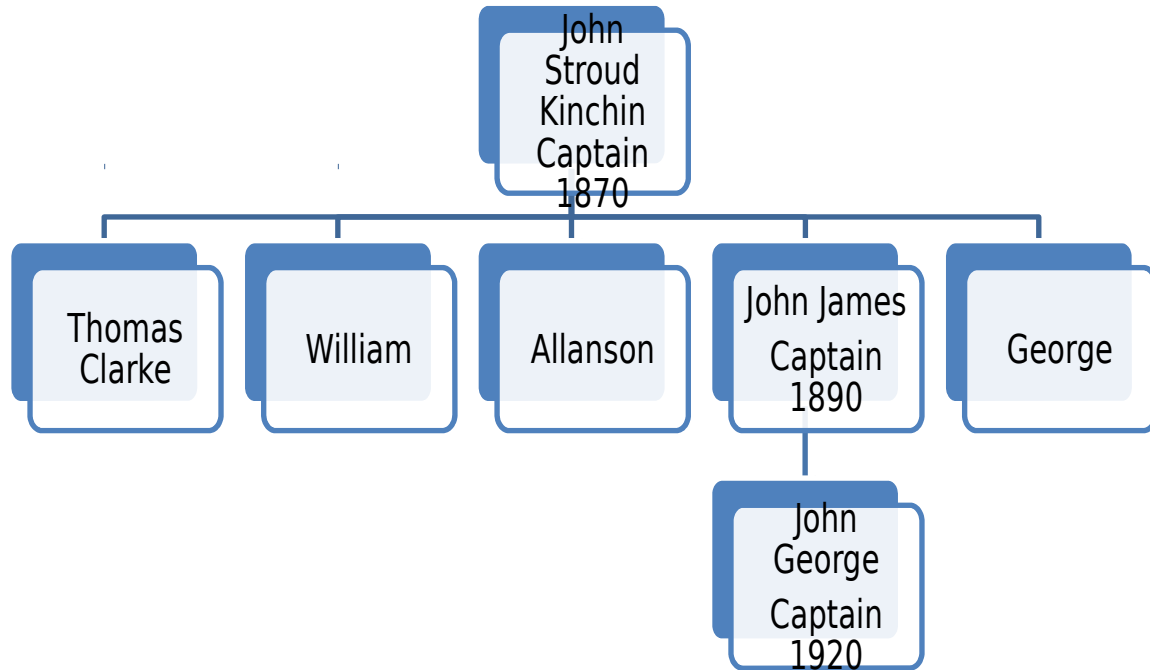 John
Stroud
Kinchin
Captain
1870
Thomas
Clarke
William
Allanson
John James
Captain
1890
George
John
George
Captain
1920